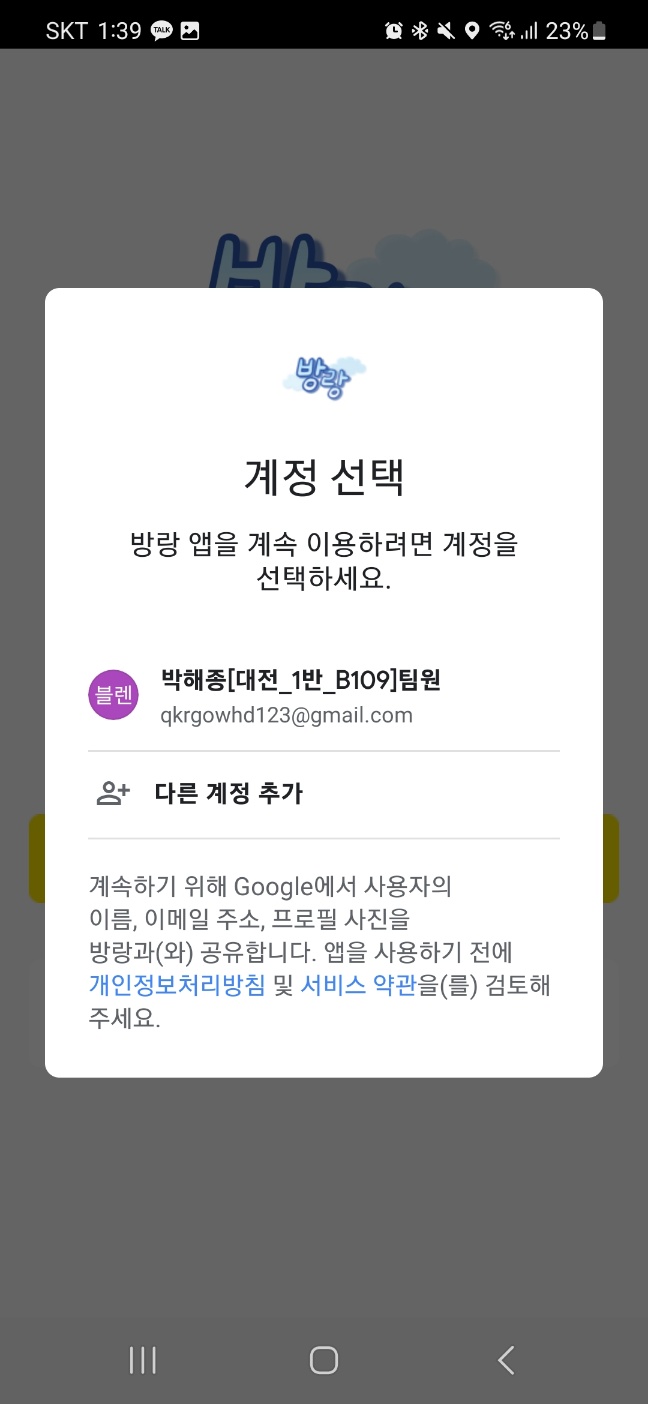 SKT 1:39 TALK 23%
방랑
계정 선택
방랑 앱을 계속 이용하려면 계정을
선택하세요.
블렌
박해종[대전_1반_B109]팀원
qkrgowhd123@gmail.com
다른 계정 추가
계속하기 위해 Google에서 사용자의
이름, 이메일 주소, 프로필 사진을
방랑과(와) 공유합니다. 앱을 사용하기 전에
개인정보처리방침 및 서비스 약관을(를) 검토해
주세요.